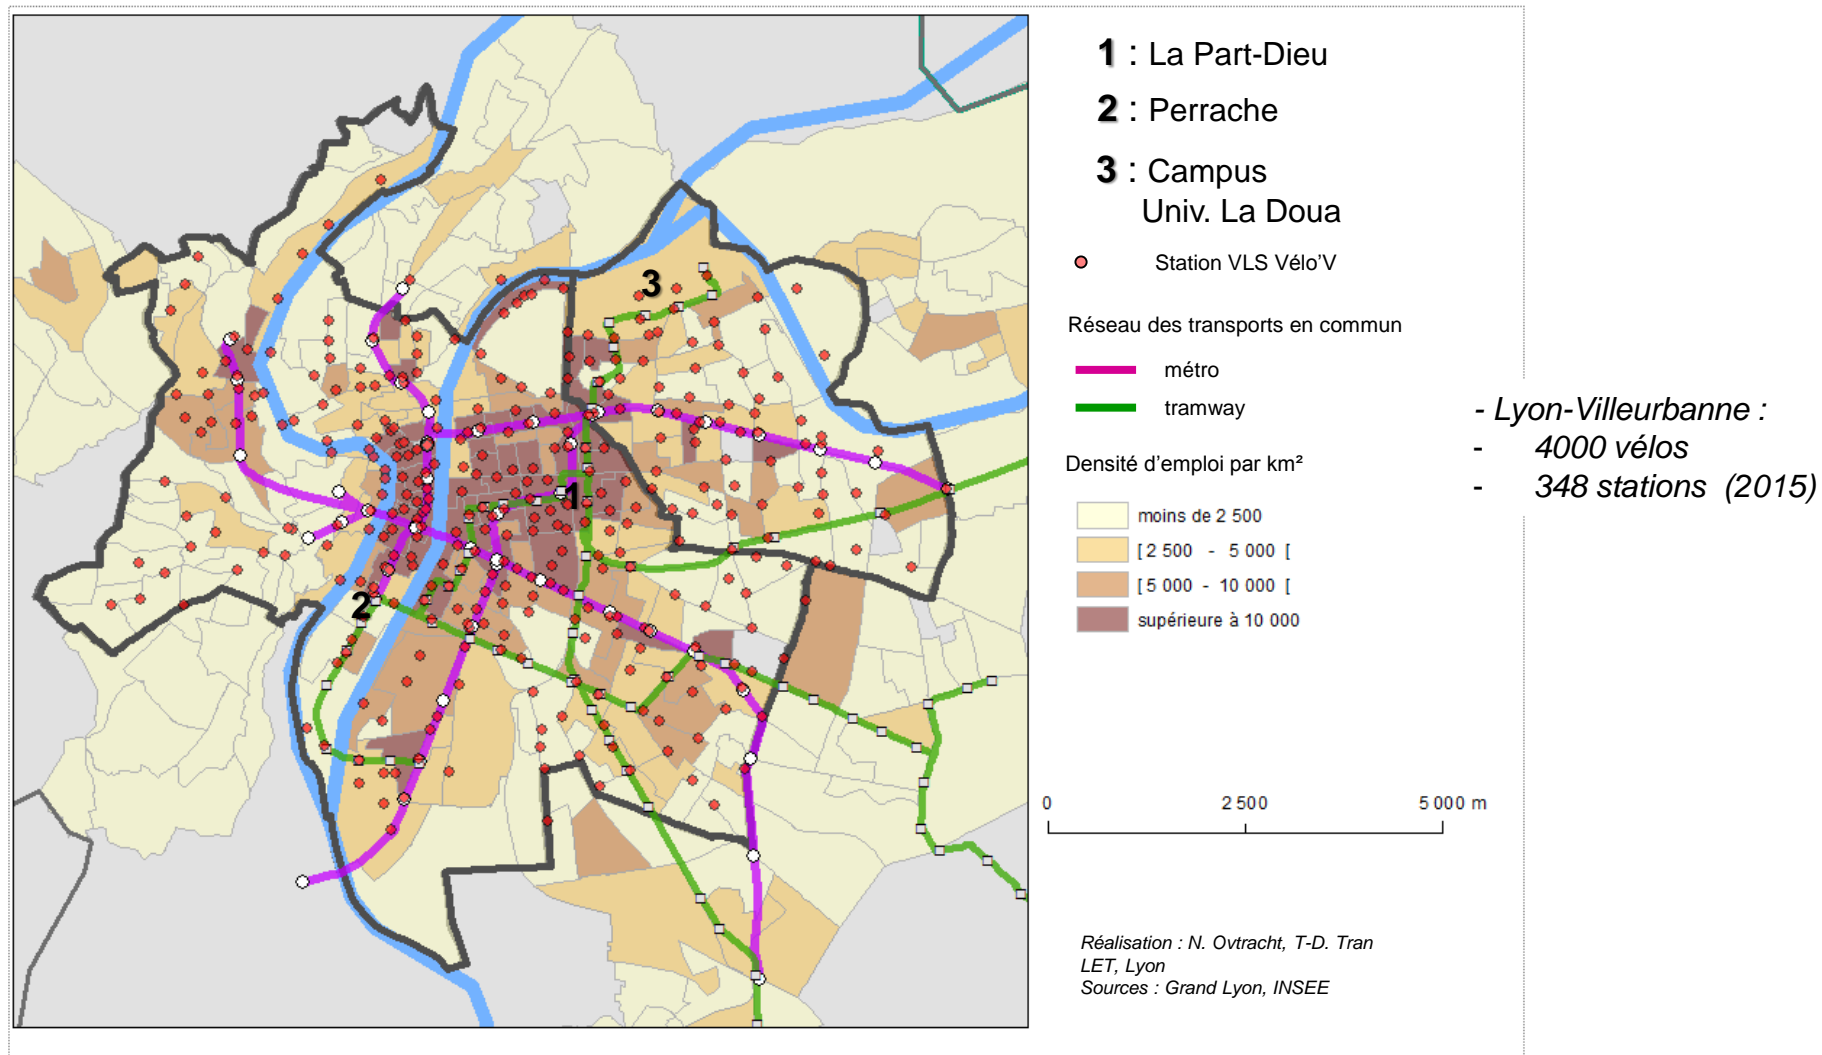 1 : La Part-Dieu
2 : Perrache
3 : Campus
Univ. La Doua
Station VLS Vélo'V
Réseau des transports en commun
métro
tramway
Densité d'emploi par km²
moins de 2 500
[ 2 500 - 5 000 [
[ 5 000 - 10 000 [
supérieure à 10 000
0 2 500 5 000 m
Réalisation : N. Ovtracht, T-D. Tran
LET, Lyon
Sources : Grand Lyon, INSEE
- Lyon-Villeurbanne :
- 4000 vélos
- 348 stations (2015)
3
1
2